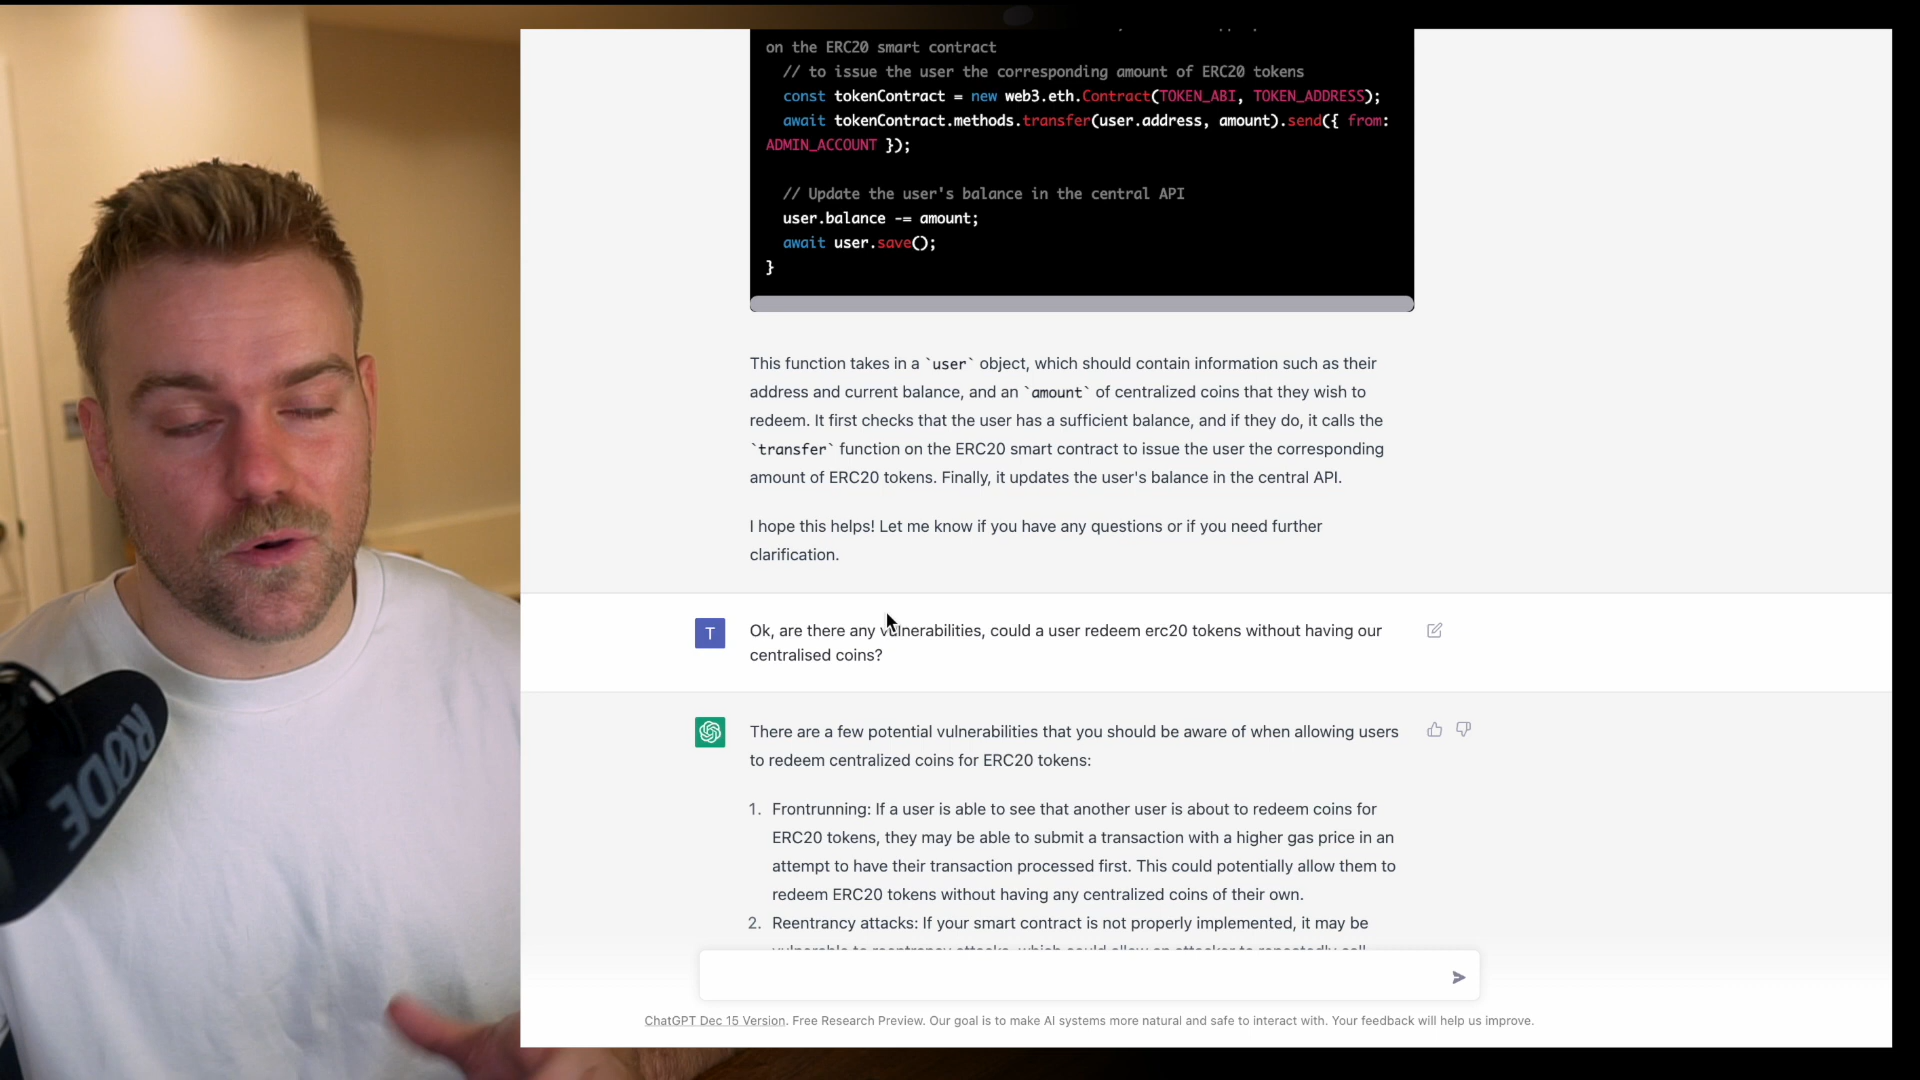 on the ERC20 smart contract
// to issue the user the corresponding amount of ERC20 tokens
const tokenContract = new web3.eth.Contract(TOKEN_ABI, TOKEN_ADDRESS);
await tokenContract.methods.transfer(user.address, amount).send({ from:
ADMIN_ACCOUNT });
// Update the user's balance in the central API
user.balance -= amount;
await user.save();
}
This function takes in a `user` object, which should contain information such as their
address and current balance, and an `amount` of centralized coins that they wish to
redeem. It first checks that the user has a sufficient balance, and if they do, it calls the
`transfer` function on the ERC20 smart contract to issue the user the corresponding
amount of ERC20 tokens. Finally, it updates the user's balance in the central API.
I hope this helps! Let me know if you have any questions or if you need further
clarification.
T
Ok, are there any vulnerabilities, could a user redeem erc20 tokens without having our
centralised coins?
There are a few potential vulnerabilities that you should be aware of when allowing users
to redeem centralized coins for ERC20 tokens:
1. Frontrunning: If a user is able to see that another user is about to redeem coins for
ERC20 tokens, they may be able to submit a transaction with a higher gas price in an
attempt to have their transaction processed first. This could potentially allow them to
redeem ERC20 tokens without having any centralized coins of their own.
2. Reentrancy attacks: If your smart contract is not properly implemented, it may be
vulnerable to reentrancy attacks, which could allow an attacker to repeatedly call
ChatGPT Dec 15 Version. Free Research Preview. Our goal is to make AI systems more natural and safe to interact with. Your feedback will help us improve.
RØDE